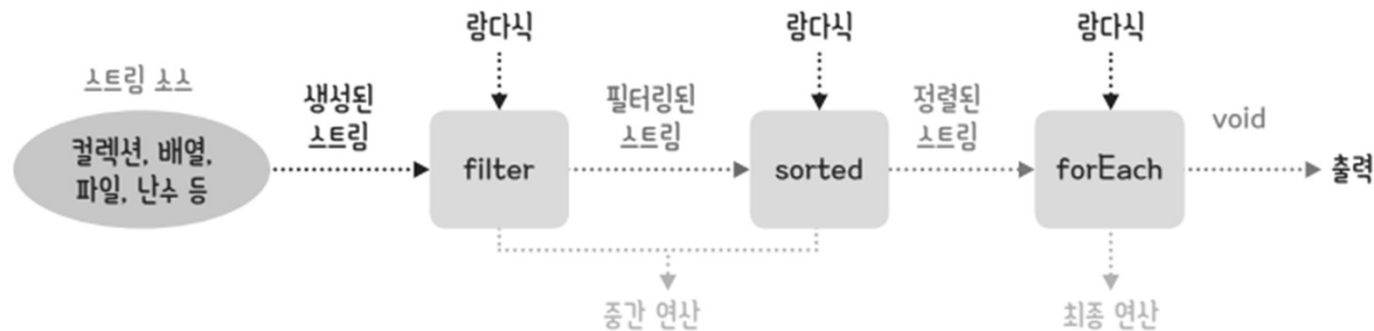 람다식
람다식
람다식
스트림 소스
생성된
스트림
필터링된
스트림
정렬된
스트림
void
컬렉션, 배열,
파일, 난수 등
filter
sorted
forEach
출력
중간 연산
최종 연산